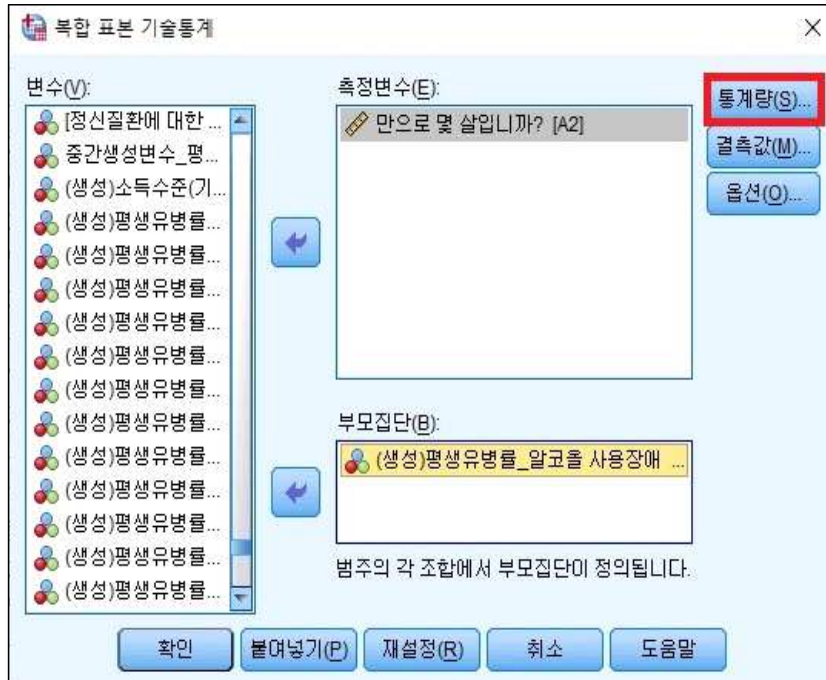 복합 표본 기술통계
변수(V):
[정신질환에 대한 ...
중간생성변수_평...
(생성)소득수준(기...
(생성)평생유병률...
(생성)평생유병률...
(생성)평생유병률...
(생성)평생유병률...
(생성)평생유병률...
(생성)평생유병률...
(생성)평생유병률...
(생성)평생유병률...
(생성)평생유병률...
(생성)평생유병률...
(생성)평생유병률...
(생성)평생유병률...
측정변수(E):
만으로 몇 살입니까? [A2]
부모집단(B):
(생성)평생유병률_알코올 사용장애 ...
범주의 각 조합에서 부모집단이 정의됩니다.
통계량(S)...
결측값(M)...
옵션(O)...
확인
붙여넣기(P)
재설정(R)
취소
도움말